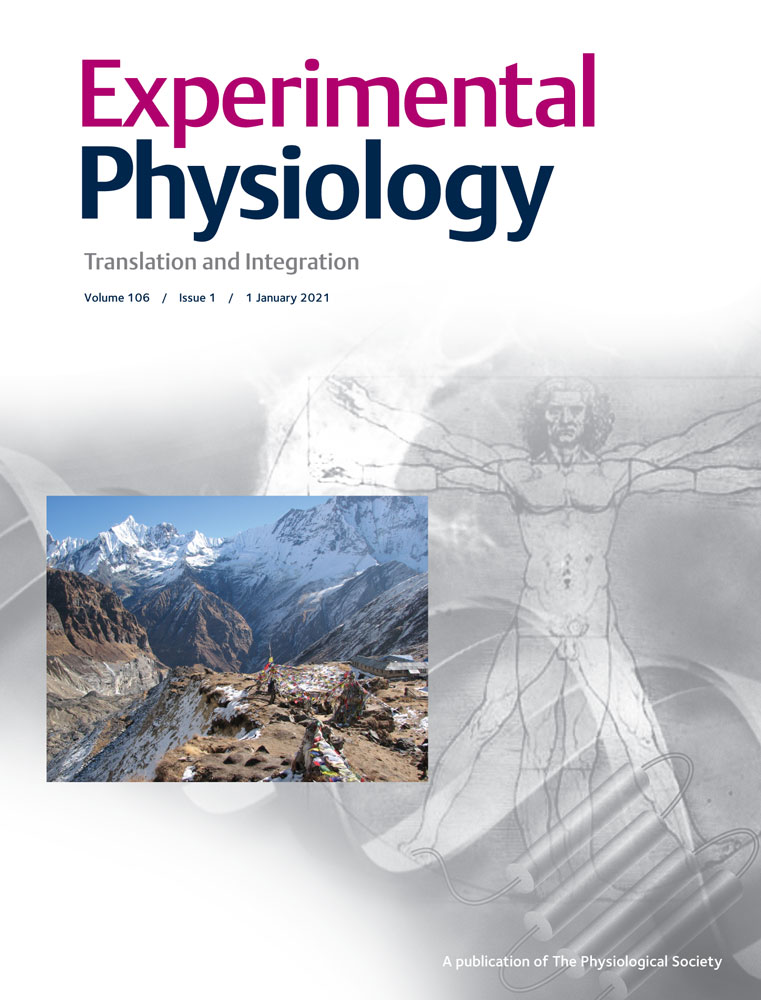 Experimental
Physiology
Translation and Integration
Volume 106 / Issue 1 / 1 January 2021
A publication of The Physiological Society